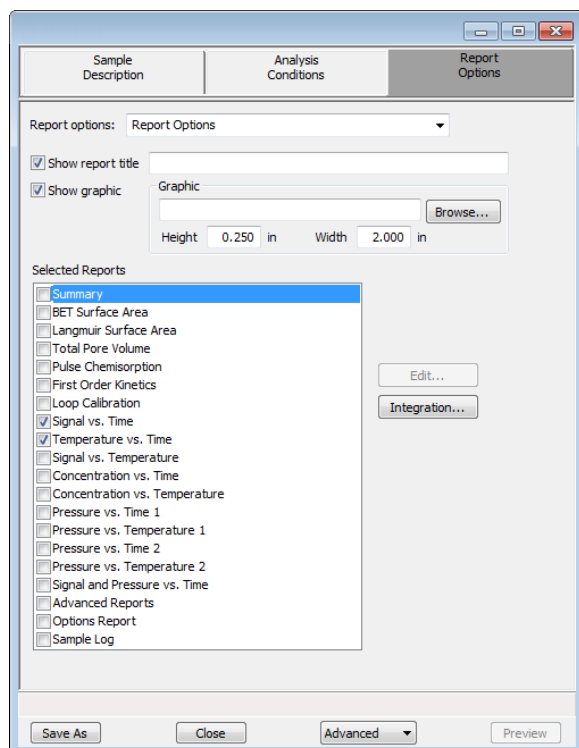 Sample
Description
Analysis
Conditions
Report
Options
Report options: Report Options
Show report title
Show graphic
Graphic
Browse...
Height 0.250 in Width 2.000 in
Selected Reports
Summary
BET Surface Area
Langmuir Surface Area
Total Pore Volume
Pulse Chemisorption
First Order Kinetics
Loop Calibration
Signal vs. Time
Temperature vs. Time
Signal vs. Temperature
Concentration vs. Time
Concentration vs. Temperature
Pressure vs. Time 1
Pressure vs. Temperature 1
Pressure vs. Time 2
Pressure vs. Temperature 2
Signal and Pressure vs. Time
Advanced Reports
Options Report
Sample Log
Edit...
Integration...
Save As Close Advanced Preview